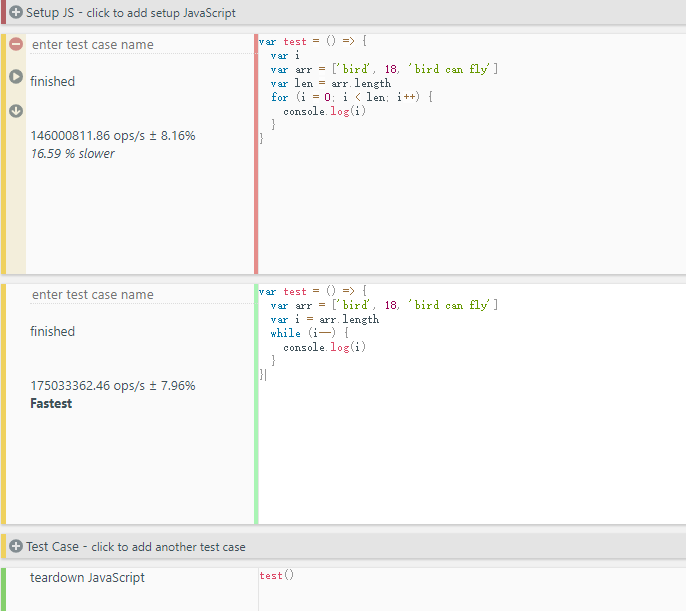 Setup JS - click to add setup JavaScript
enter test case name
finished
146000811.86 ops/s ± 8.16%
16.59 % slower
var test = () => {
  var i
  var arr = ['bird', 18, 'bird can fly']
  var len = arr.length
  for (i = 0; i < len; i++) {
    console.log(i)
  }
}
enter test case name
finished
175033362.46 ops/s ± 7.96%
Fastest
var test = () => {
  var arr = ['bird', 18, 'bird can fly']
  var i = arr.length
  while (i--) {
    console.log(i)
  }
}
Test Case - click to add another test case
teardown JavaScript
test()